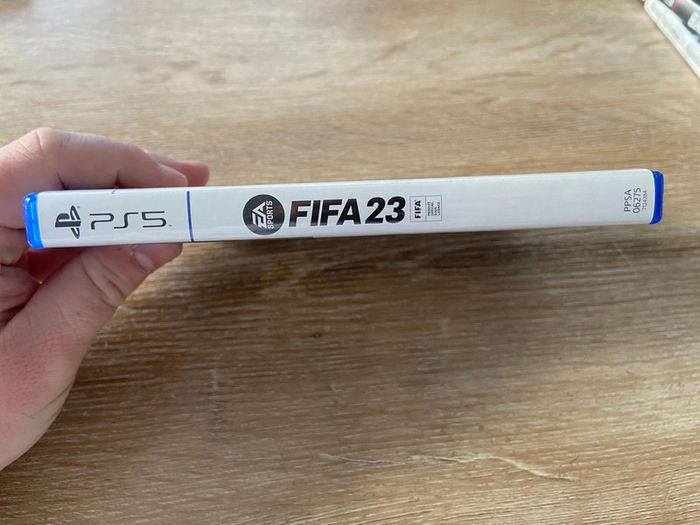 PS5
EA
SPORTS
FIFA 23
FIFA
PPSA
06275